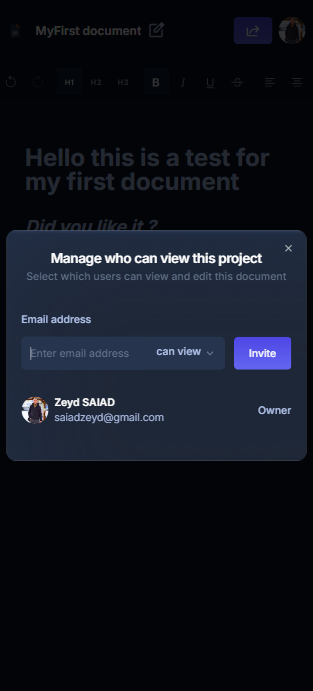 MyFirst document
H1 H2 H3 B I U S
Hello this is a test for
my first document
Did you like it ?
Manage who can view this project
Select which users can view and edit this document
Email address
Enter email address can view Invite
Zeyd SAIAD
saiadzeyd@gmail.com
Owner